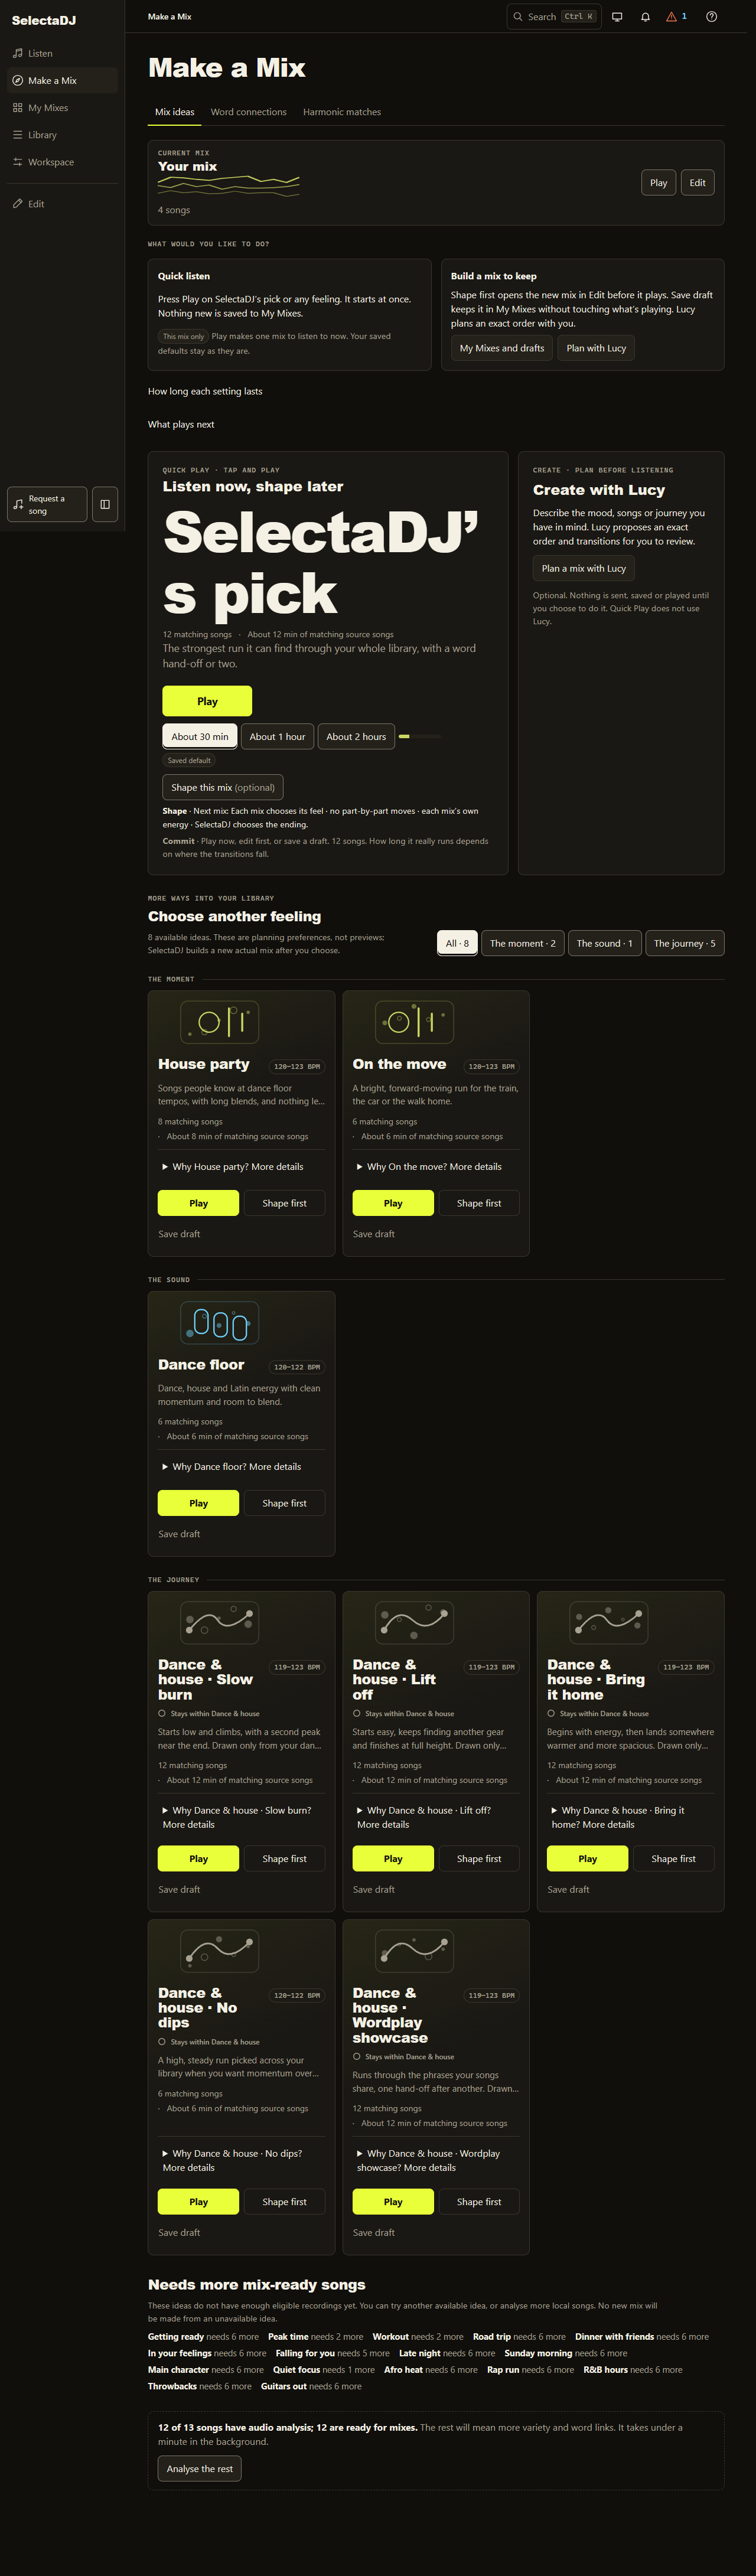 SelectaDJ
Listen
Make a Mix
My Mixes
Library
Workspace
Edit
Request a
song
Make a Mix
Search Ctrl K
1
Make a Mix
Mix ideas Word connections Harmonic matches
CURRENT MIX
Your mix
4 songs
Play Edit
WHAT WOULD YOU LIKE TO DO?
Quick listen
Press Play on SelectaDJ's pick or any feeling. It starts at once.
Nothing new is saved to My Mixes.
This mix only Play makes one mix to listen to now. Your saved
defaults stay as they are.
Build a mix to keep
Shape first opens the new mix in Edit before it plays. Save draft
keeps it in My Mixes without touching what's playing. Lucy
plans an exact order with you.
My Mixes and drafts Plan with Lucy
How long each setting lasts
What plays next
QUICK PLAY · TAP AND PLAY
Listen now, shape later
SelectaDJ’
s pick
12 matching songs · About 12 min of matching source songs
The strongest run it can find through your whole library, with a word
hand-off or two.
Play
About 30 min About 1 hour About 2 hours
Saved default
Shape this mix (optional)
Shape · Next mix: Each mix chooses its feel · no part-by-part moves · each mix's own
energy · SelectaDJ chooses the ending.
Commit · Play now, edit first, or save a draft. 12 songs. How long it really runs depends
on where the transitions fall.
CREATE · PLAN BEFORE LISTENING
Create with Lucy
Describe the mood, songs or journey you
have in mind. Lucy proposes an exact
order and transitions for you to review.
Plan a mix with Lucy
Optional. Nothing is sent, saved or played until
you choose to do it. Quick Play does not use
Lucy.
MORE WAYS INTO YOUR LIBRARY
Choose another feeling
8 available ideas. These are planning preferences, not previews;
SelectaDJ builds a new actual mix after you choose.
All · 8 The moment · 2 The sound · 1 The journey · 5
THE MOMENT
House party 120–123 BPM
Songs people know at dance floor
tempos, with long blends, and nothing le…
8 matching songs
· About 8 min of matching source songs
▶ Why House party? More details
Play Shape first
Save draft
On the move 120–123 BPM
A bright, forward-moving run for the train,
the car or the walk home.
6 matching songs
· About 6 min of matching source songs
▶ Why On the move? More details
Play Shape first
Save draft
THE SOUND
Dance floor 120–122 BPM
Dance, house and Latin energy with clean
momentum and room to blend.
6 matching songs
· About 6 min of matching source songs
▶ Why Dance floor? More details
Play Shape first
Save draft
THE JOURNEY
Dance & 119–123 BPM
house · Slow
burn
Stays within Dance & house
Starts low and climbs, with a second peak
near the end. Drawn only from your dan…
12 matching songs
· About 12 min of matching source songs
▶ Why Dance & house · Slow burn?
More details
Play Shape first
Save draft
Dance & 119–123 BPM
house · Lift
off
Stays within Dance & house
Starts easy, keeps finding another gear
and finishes at full height. Drawn only…
12 matching songs
· About 12 min of matching source songs
▶ Why Dance & house · Lift off?
More details
Play Shape first
Save draft
Dance & 119–123 BPM
house · Bring
it home
Stays within Dance & house
Begins with energy, then lands somewhere
warmer and more spacious. Drawn only…
12 matching songs
· About 12 min of matching source songs
▶ Why Dance & house · Bring it
home? More details
Play Shape first
Save draft
Dance & 120–122 BPM
house · No
dips
Stays within Dance & house
A high, steady run picked across your
library when you want momentum over…
6 matching songs
· About 6 min of matching source songs
▶ Why Dance & house · No dips?
More details
Play Shape first
Save draft
Dance & 119–123 BPM
house ·
Wordplay
showcase
Stays within Dance & house
Runs through the phrases your songs
share, one hand-off after another. Drawn…
12 matching songs
· About 12 min of matching source songs
▶ Why Dance & house · Wordplay
showcase? More details
Play Shape first
Save draft
Needs more mix-ready songs
These ideas do not have enough eligible recordings yet. You can try another available idea, or analyse more local songs. No new mix will
be made from an unavailable idea.
Getting ready needs 6 more Peak time needs 2 more Workout needs 2 more Road trip needs 6 more Dinner with friends needs 6 more
In your feelings needs 6 more Falling for you needs 5 more Late night needs 6 more Sunday morning needs 6 more
Main character needs 6 more Quiet focus needs 1 more Afro heat needs 6 more Rap run needs 6 more R&B hours needs 6 more
Throwbacks needs 6 more Guitars out needs 6 more
12 of 13 songs have audio analysis; 12 are ready for mixes. The rest will mean more variety and word links. It takes under a
minute in the background.
Analyse the rest